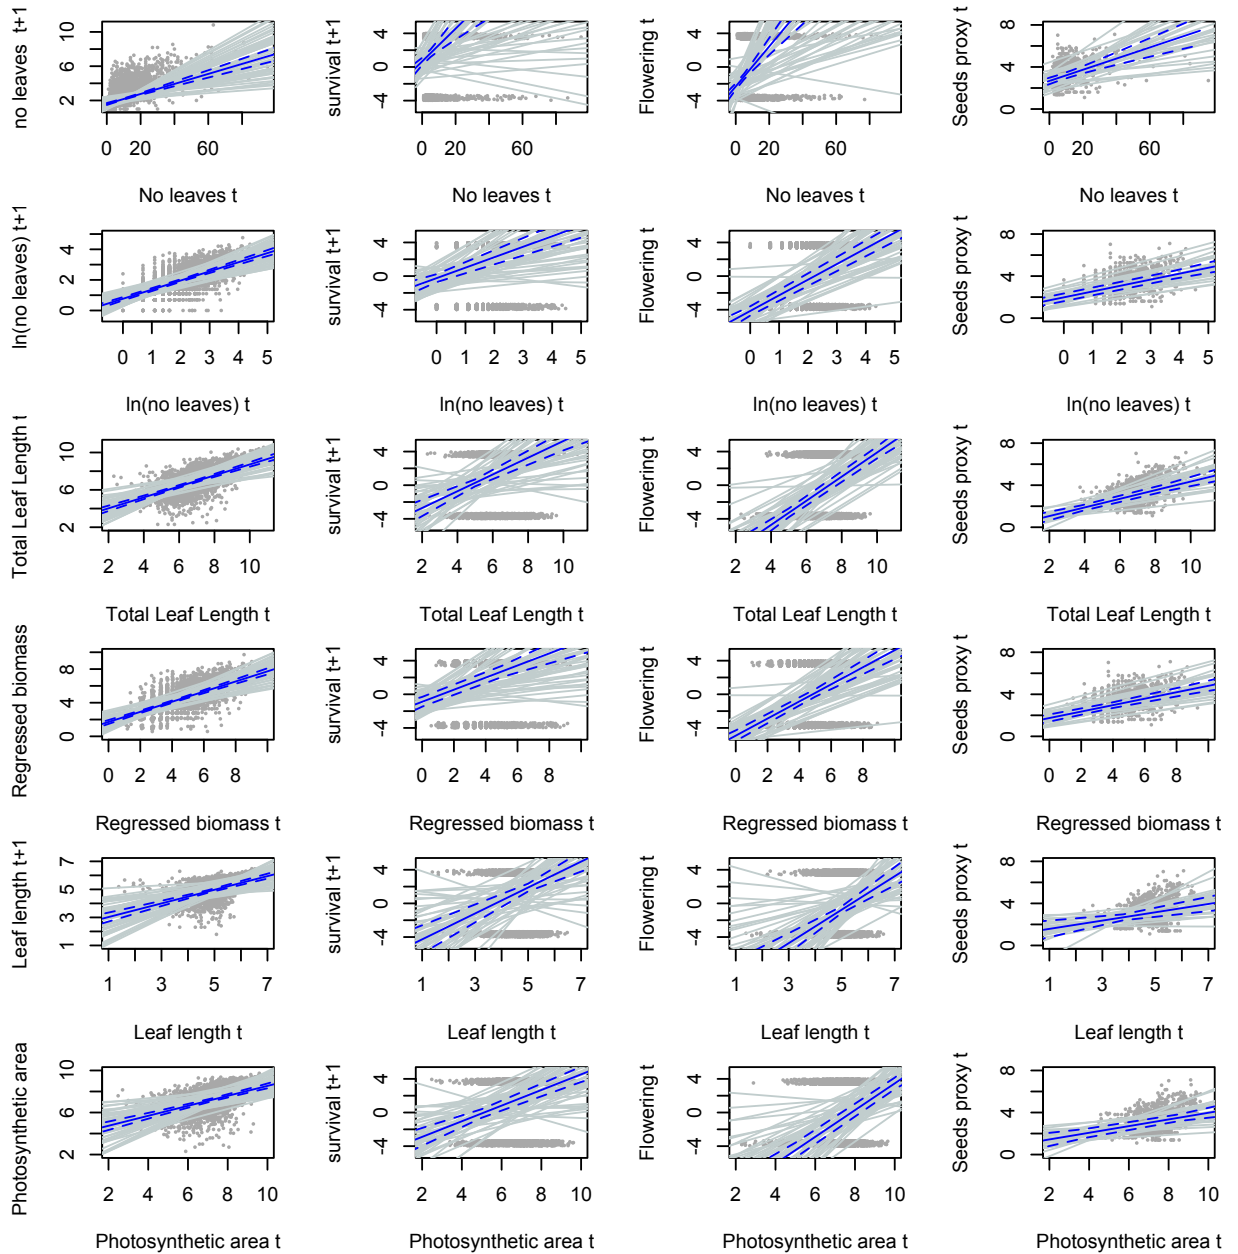 no leaves t+1
2 6 10
0 20 60
No leaves t
survival t+1
-4 0 4
0 20 60
No leaves t
Flowering t
-4 0 4
0 20 60
No leaves t
Seeds proxy t
0 4 8
0 20 60
No leaves t
ln(no leaves) t+1
0 2 4
0 1 2 3 4 5
ln(no leaves) t
survival t+1
-4 0 4
0 1 2 3 4 5
ln(no leaves) t
Flowering t
-4 0 4
0 1 2 3 4 5
ln(no leaves) t
Seeds proxy t
0 4 8
0 1 2 3 4 5
ln(no leaves) t
Total Leaf Length t
2 6 10
2 4 6 8 10
Total Leaf Length t
survival t+1
-4 0 4
2 4 6 8 10
Total Leaf Length t
Flowering t
-4 0 4
2 4 6 8 10
Total Leaf Length t
Seeds proxy t
0 4 8
2 4 6 8 10
Total Leaf Length t
Regressed biomass
0 4 8
0 2 4 6 8
Regressed biomass t
survival t+1
-4 0 4
0 2 4 6 8
Regressed biomass t
Flowering t
-4 0 4
0 2 4 6 8
Regressed biomass t
Seeds proxy t
0 4 8
0 2 4 6 8
Regressed biomass t
Leaf length t+1
1 3 5 7
1 3 5 7
Leaf length t
survival t+1
-4 0 4
1 3 5 7
Leaf length t
Flowering t
-4 0 4
1 3 5 7
Leaf length t
Seeds proxy t
0 4 8
1 3 5 7
Leaf length t
Photosynthetic area
2 6 10
2 4 6 8 10
Photosynthetic area t
survival t+1
-4 0 4
2 4 6 8 10
Photosynthetic area t
Flowering t
-4 0 4
2 4 6 8 10
Photosynthetic area t
Seeds proxy t
0 4 8
2 4 6 8 10
Photosynthetic area t